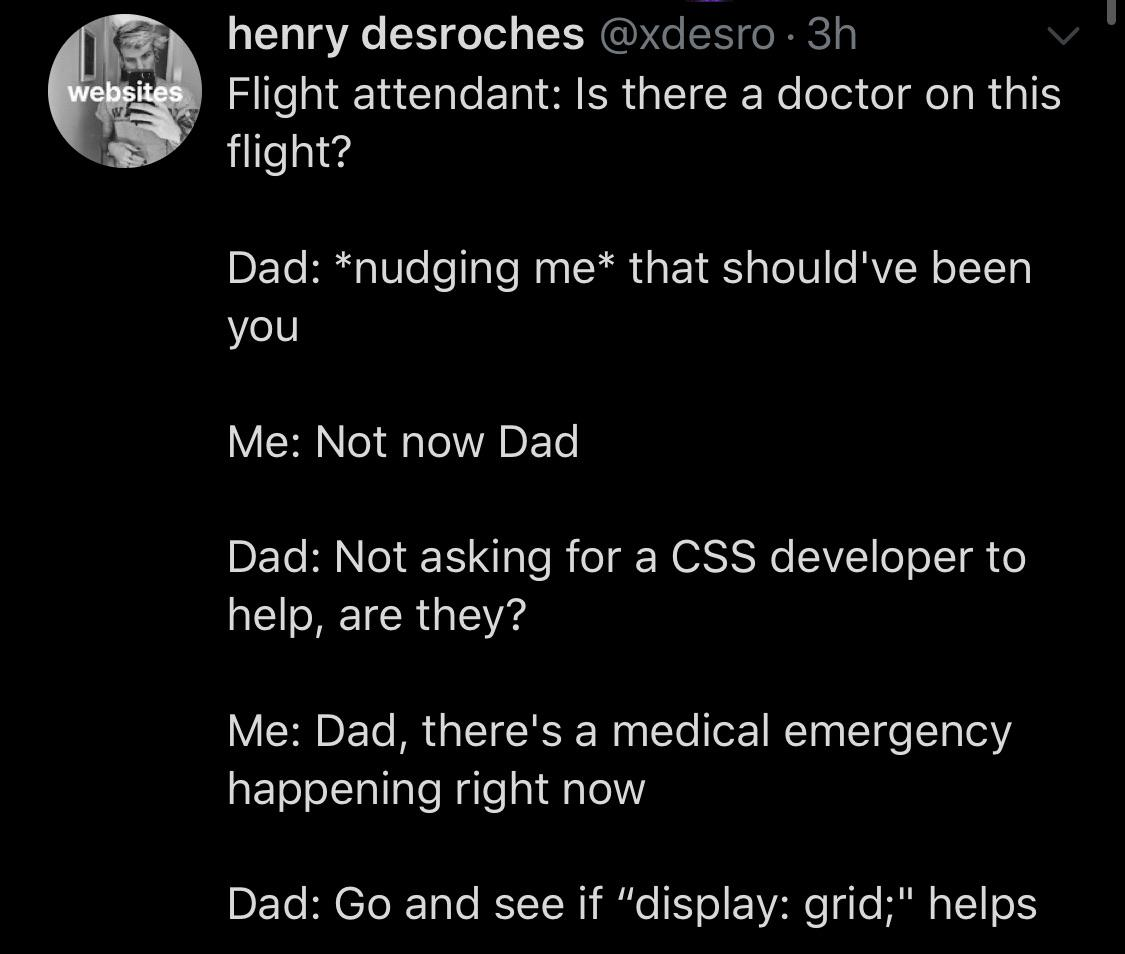 henry desroches @xdesro · 3h
websites
Flight attendant: Is there a doctor on this
flight?
Dad: *nudging me* that should've been
you
Me: Not now Dad
Dad: Not asking for a CSS developer to
help, are they?
Me: Dad, there's a medical emergency
happening right now
Dad: Go and see if “display: grid;" helps